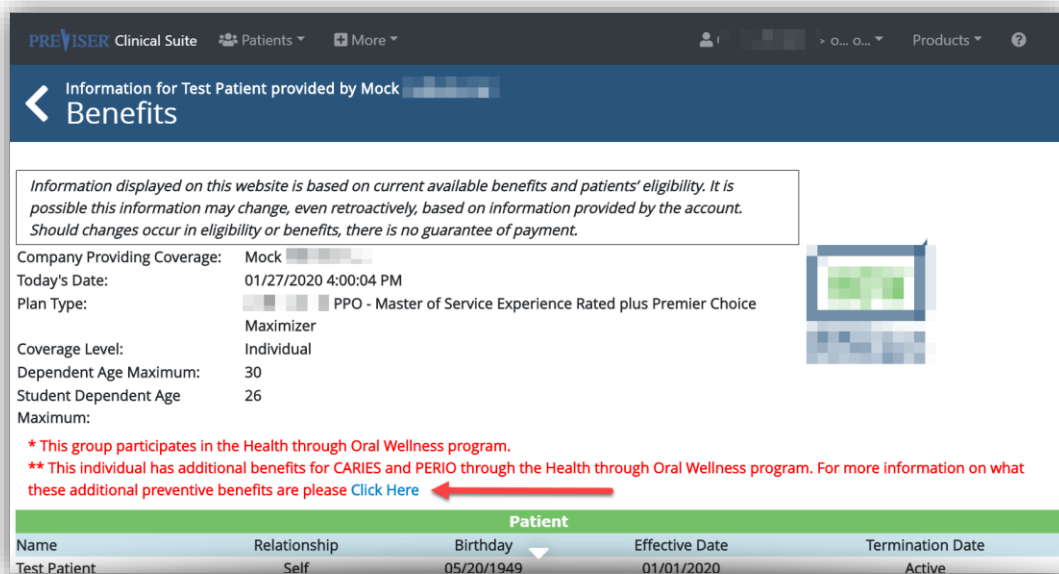 PREVISER Clinical Suite Patients More > o... o... Products ?
Information for Test Patient provided by Mock
Benefits
Information displayed on this website is based on current available benefits and patients' eligibility. It is
possible this information may change, even retroactively, based on information provided by the account.
Should changes occur in eligibility or benefits, there is no guarantee of payment.
Company Providing Coverage: Mock
Today's Date: 01/27/2020 4:00:04 PM
Plan Type: PPO - Master of Service Experience Rated plus Premier Choice
Maximizer
Coverage Level: Individual
Dependent Age Maximum: 30
Student Dependent Age 26
Maximum:
* This group participates in the Health through Oral Wellness program.
** This individual has additional benefits for CARIES and PERIO through the Health through Oral Wellness program. For more information on what
these additional preventive benefits are please Click Here
Patient
Name Relationship Birthday Effective Date Termination Date
Test Patient Self 05/20/1949 01/01/2020 Active